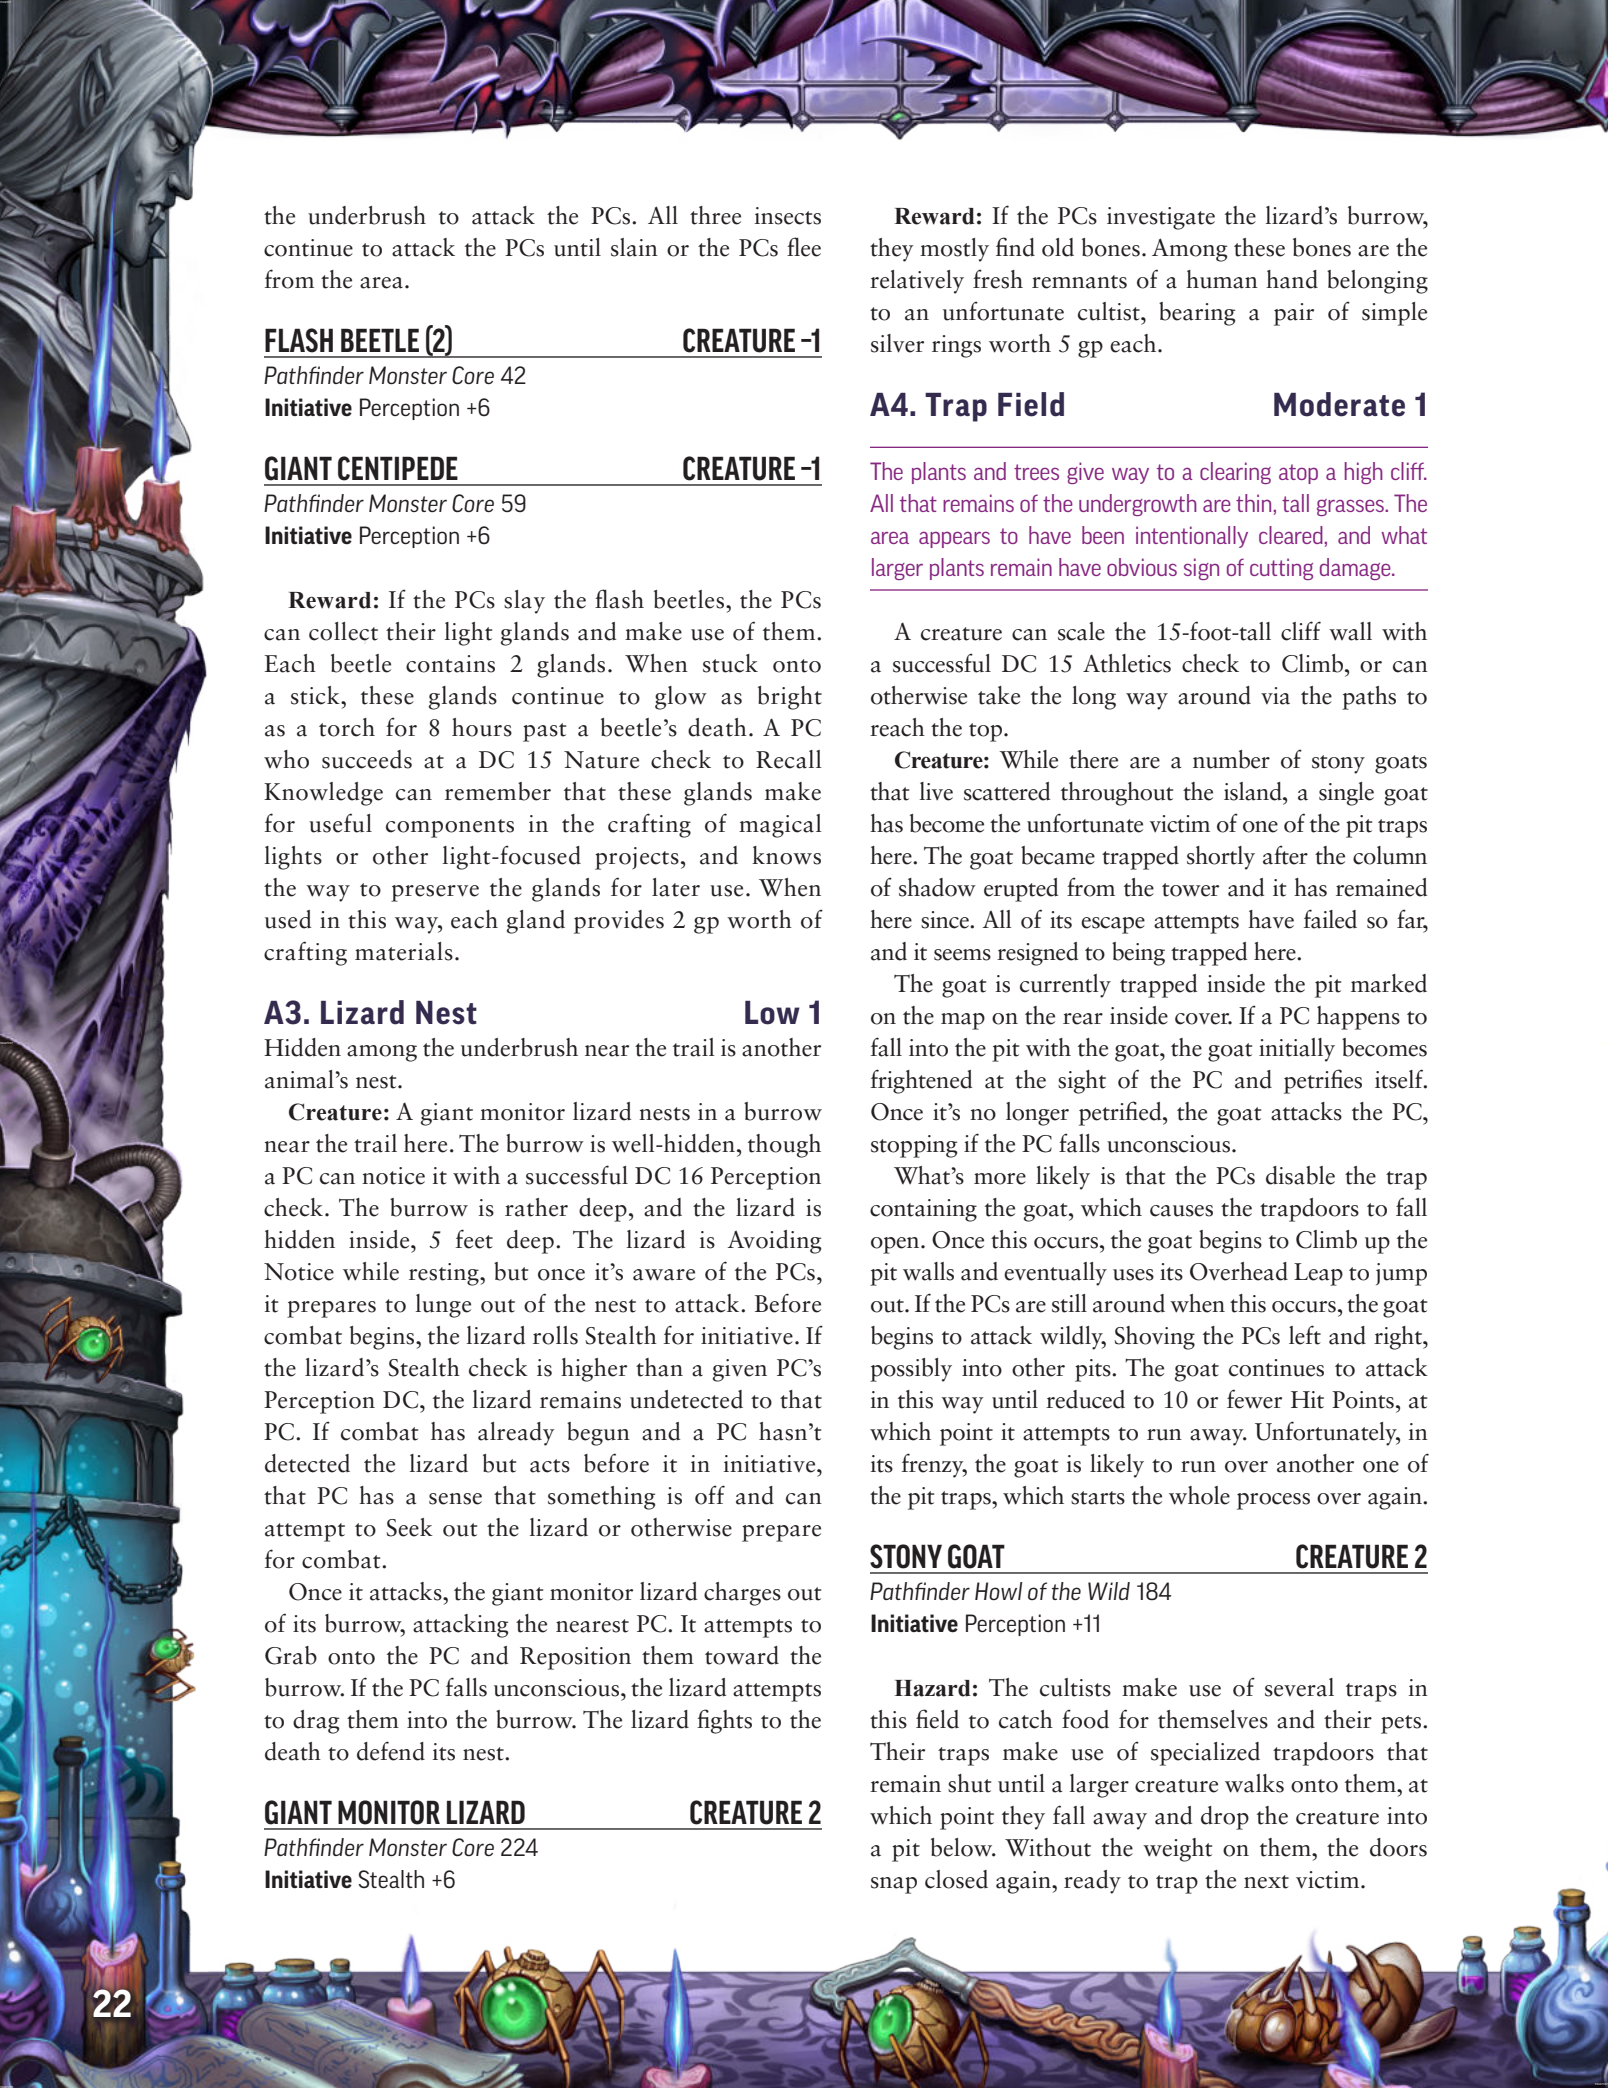 the underbrush to attack the PCs. All three insects
continue to attack the PCs until slain or the PCs flee
from the area.
FLASH BEETLE (2) CREATURE –1
Pathfinder Monster Core 42
Initiative Perception +6
GIANT CENTIPEDE CREATURE –1
Pathfinder Monster Core 59
Initiative Perception +6
Reward: If the PCs slay the flash beetles, the PCs
can collect their light glands and make use of them.
Each beetle contains 2 glands. When stuck onto
a stick, these glands continue to glow as bright
as a torch for 8 hours past a beetle's death. A PC
who succeeds at a DC 15 Nature check to Recall
Knowledge can remember that these glands make
for useful components in the crafting of magical
lights or other light-focused projects, and knows
the way to preserve the glands for later use. When
used in this way, each gland provides 2 gp worth of
crafting materials.
A3. Lizard Nest Low 1
Hidden among the underbrush near the trail is another
animal's nest.
Creature: A giant monitor lizard nests in a burrow
near the trail here. The burrow is well-hidden, though
a PC can notice it with a successful DC 16 Perception
check. The burrow is rather deep, and the lizard is
hidden inside, 5 feet deep. The lizard is Avoiding
Notice while resting, but once it's aware of the PCs,
it prepares to lunge out of the nest to attack. Before
combat begins, the lizard rolls Stealth for initiative. If
the lizard's Stealth check is higher than a given PC's
Perception DC, the lizard remains undetected to that
PC. If combat has already begun and a PC hasn't
detected the lizard but acts before it in initiative,
that PC has a sense that something is off and can
attempt to Seek out the lizard or otherwise prepare
for combat.
Once it attacks, the giant monitor lizard charges out
of its burrow, attacking the nearest PC. It attempts to
Grab onto the PC and Reposition them toward the
burrow. If the PC falls unconscious, the lizard attempts
to drag them into the burrow. The lizard fights to the
death to defend its nest.
GIANT MONITOR LIZARD CREATURE 2
Pathfinder Monster Core 224
Initiative Stealth +6
Reward: If the PCs investigate the lizard's burrow,
they mostly find old bones. Among these bones are the
relatively fresh remnants of a human hand belonging
to an unfortunate cultist, bearing a pair of simple
silver rings worth 5 gp each.
A4. Trap Field Moderate 1
The plants and trees give way to a clearing atop a high cliff.
All that remains of the undergrowth are thin, tall grasses. The
area appears to have been intentionally cleared, and what
larger plants remain have obvious sign of cutting damage.
A creature can scale the 15-foot-tall cliff wall with
a successful DC 15 Athletics check to Climb, or can
otherwise take the long way around via the paths to
reach the top.
Creature: While there are a number of stony goats
that live scattered throughout the island, a single goat
has become the unfortunate victim of one of the pit traps
here. The goat became trapped shortly after the column
of shadow erupted from the tower and it has remained
here since. All of its escape attempts have failed so far,
and it seems resigned to being trapped here.
The goat is currently trapped inside the pit marked
on the map on the rear inside cover. If a PC happens to
fall into the pit with the goat, the goat initially becomes
frightened at the sight of the PC and petrifies itself.
Once it's no longer petrified, the goat attacks the PC,
stopping if the PC falls unconscious.
What's more likely is that the PCs disable the trap
containing the goat, which causes the trapdoors to fall
open. Once this occurs, the goat begins to Climb up the
pit walls and eventually uses its Overhead Leap to jump
out. If the PCs are still around when this occurs, the goat
begins to attack wildly, Shoving the PCs left and right,
possibly into other pits. The goat continues to attack
in this way until reduced to 10 or fewer Hit Points, at
which point it attempts to run away. Unfortunately, in
its frenzy, the goat is likely to run over another one of
the pit traps, which starts the whole process over again.
STONY GOAT CREATURE 2
Pathfinder Howl of the Wild 184
Initiative Perception +11
Hazard: The cultists make use of several traps in
this field to catch food for themselves and their pets.
Their traps make use of specialized trapdoors that
remain shut until a larger creature walks onto them, at
which point they fall away and drop the creature into
a pit below. Without the weight on them, the doors
snap closed again, ready to trap the next victim.
22